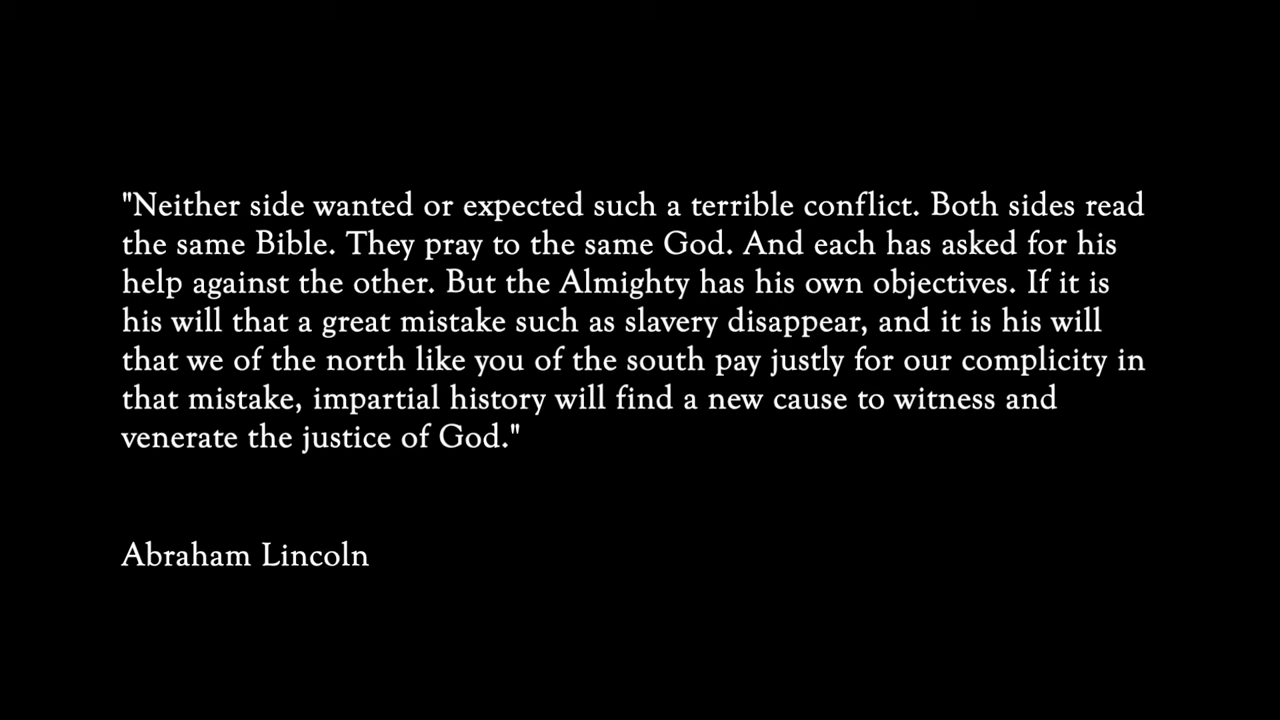 "Neither side wanted or expected such a terrible conflict. Both sides read
the same Bible. They pray to the same God. And each has asked for his
help against the other. But the Almighty has his own objectives. If it is
his will that a great mistake such as slavery disappear, and it is his will
that we of the north like you of the south pay justly for our complicity in
that mistake, impartial history will find a new cause to witness and
venerate the justice of God."
Abraham Lincoln